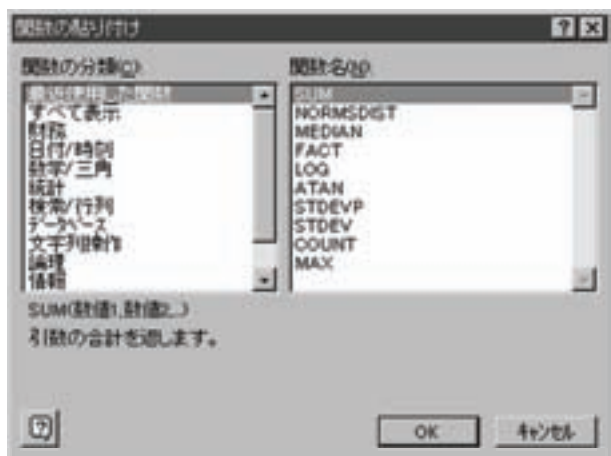 関数の貼り付け
関数の分類(C):
最近使用した関数
すべて表示
財務
日付/時刻
数学/三角
統計
検索/行列
データベース
文字列操作
論理
情報
関数名(N):
SUM
NORMSDIST
MEDIAN
FACT
LOG
ATAN
STDEVP
STDEV
COUNT
MAX
SUM(数値1,数値2,...)
引数の合計を返します。
OK
キャンセル